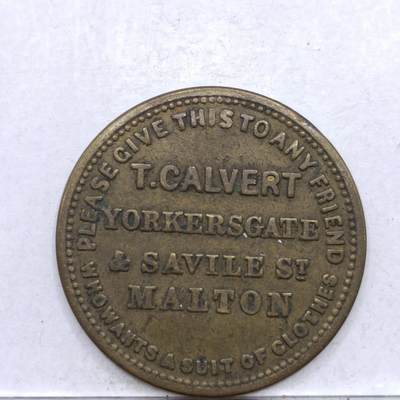 PLEASE GIVE THIS TO ANY FRIEND
T. CALVERT
YORKERSGATE
& SAVILE ST
MALTON
WHO WANTS A SUIT OF CLOTHES